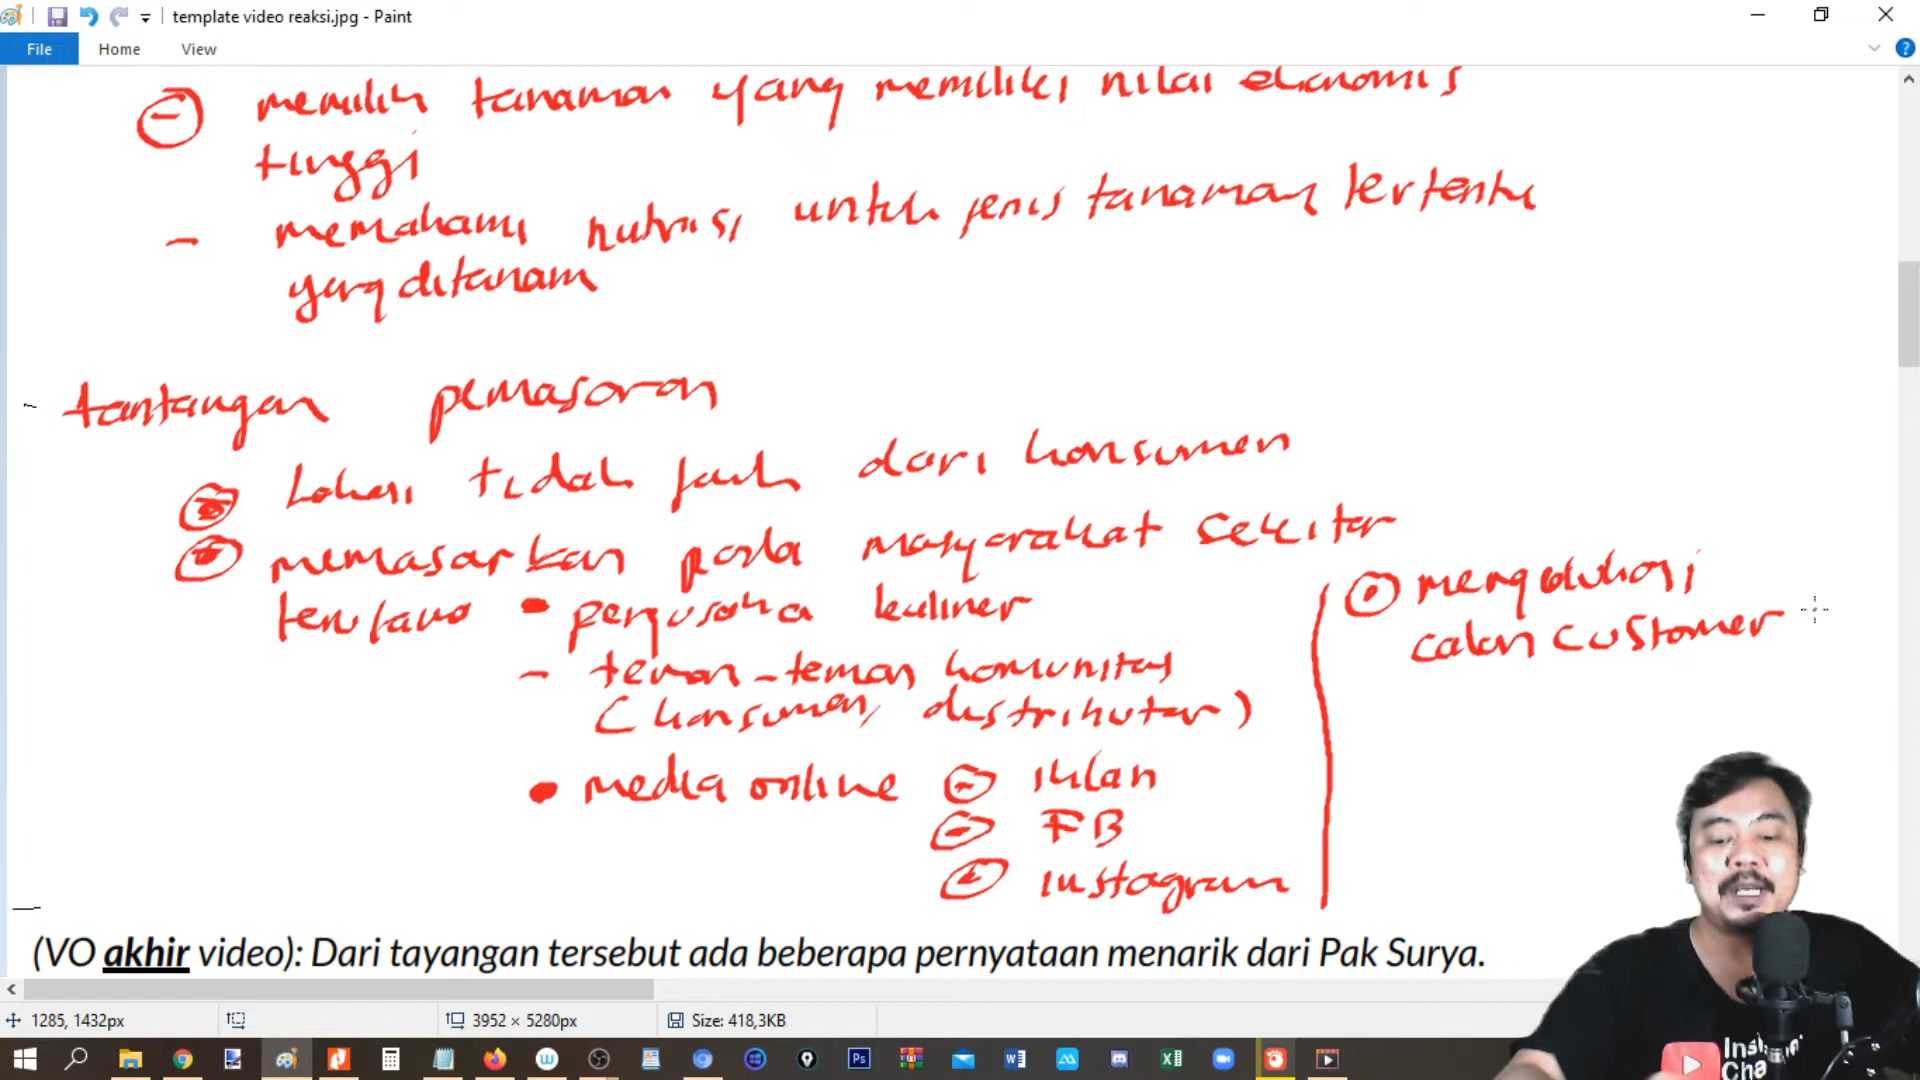 template video reaksi.jpg - Paint
File Home View
memilih tanaman yang memiliki nilai ekonomis
tinggi
- memahami nutrisi untuk jenis tanaman tertentu
yang ditanam
- tantangan pemasaran
Lokasi tidak jauh dari konsumen
memasarkan pada masyarakat sekitar
terutama • pengusaha kuliner
- teman-teman komunitas
(konsumen, distributor)
• media online - iklan
- FB
- instagram
mengedukasi
calon customer
(VO akhir video): Dari tayangan tersebut ada beberapa pernyataan menarik dari Pak Surya.
1285, 1432px 3952 × 5280px Size: 418,3KB